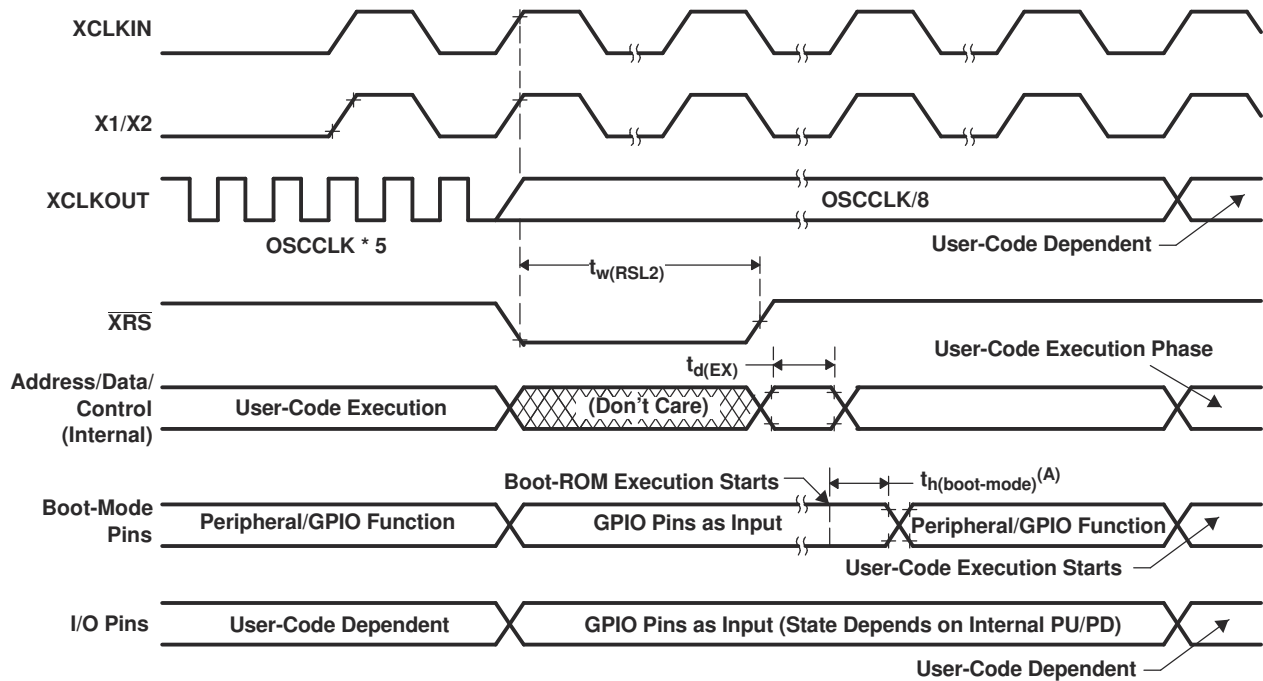 XCLKIN
X1/X2
XCLKOUT
OSCCLK/8
OSCCLK * 5
User-Code Dependent
tw(RSL2)
XRS
User-Code Execution Phase
td(EX)
Address/Data/
Control
(Internal)
User-Code Execution
(Don't Care)
Boot-ROM Execution Starts
th(boot-mode)(A)
Boot-Mode
Pins
Peripheral/GPIO Function
GPIO Pins as Input
Peripheral/GPIO Function
User-Code Execution Starts
I/O Pins
User-Code Dependent
GPIO Pins as Input (State Depends on Internal PU/PD)
User-Code Dependent